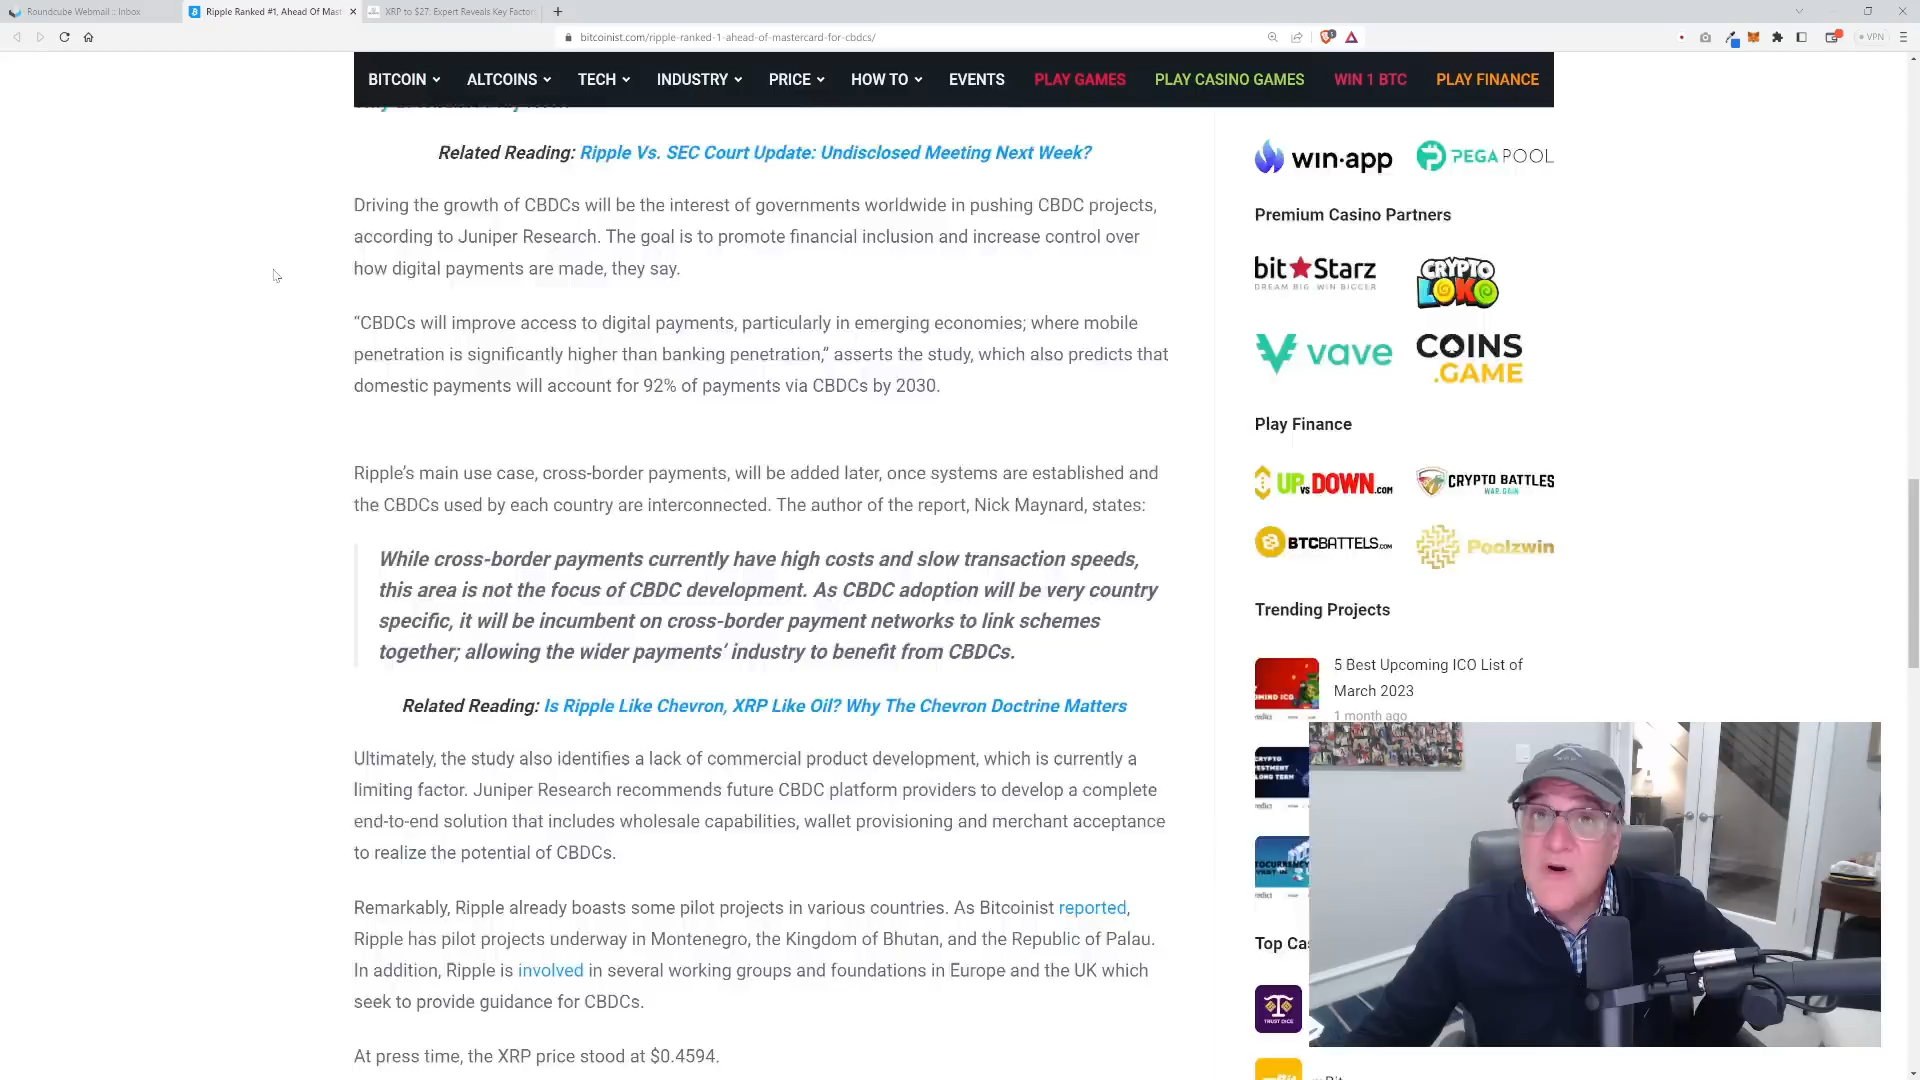 Roundcube Webmail :: Inbox
Ripple Ranked #1, Ahead Of Mast
XRP to $27: Expert Reveals Key Factor
bitcoinist.com/ripple-ranked-1-ahead-of-mastercard-for-cbdcs/
VPN
BITCOIN ALTCOINS TECH INDUSTRY PRICE HOW TO EVENTS PLAY GAMES PLAY CASINO GAMES WIN 1 BTC PLAY FINANCE
Related Reading: Ripple Vs. SEC Court Update: Undisclosed Meeting Next Week?
Driving the growth of CBDCs will be the interest of governments worldwide in pushing CBDC projects,
according to Juniper Research. The goal is to promote financial inclusion and increase control over
how digital payments are made, they say.
“CBDCs will improve access to digital payments, particularly in emerging economies; where mobile
penetration is significantly higher than banking penetration,” asserts the study, which also predicts that
domestic payments will account for 92% of payments via CBDCs by 2030.
Ripple’s main use case, cross-border payments, will be added later, once systems are established and
the CBDCs used by each country are interconnected. The author of the report, Nick Maynard, states:
While cross-border payments currently have high costs and slow transaction speeds,
this area is not the focus of CBDC development. As CBDC adoption will be very country
specific, it will be incumbent on cross-border payment networks to link schemes
together; allowing the wider payments’ industry to benefit from CBDCs.
Related Reading: Is Ripple Like Chevron, XRP Like Oil? Why The Chevron Doctrine Matters
Ultimately, the study also identifies a lack of commercial product development, which is currently a
limiting factor. Juniper Research recommends future CBDC platform providers to develop a complete
end-to-end solution that includes wholesale capabilities, wallet provisioning and merchant acceptance
to realize the potential of CBDCs.
Remarkably, Ripple already boasts some pilot projects in various countries. As Bitcoinist reported,
Ripple has pilot projects underway in Montenegro, the Kingdom of Bhutan, and the Republic of Palau.
In addition, Ripple is involved in several working groups and foundations in Europe and the UK which
seek to provide guidance for CBDCs.
At press time, the XRP price stood at $0.4594.
win·app
PEGAPOOL
Premium Casino Partners
bitStarz
DREAM BIG. WIN BIGGER
CRYPTO
LOKO
vave
COINS
.GAME
Play Finance
UPvsDOWN.com
CRYPTO BATTLES
WAR. GAIN
BTCBATTELS.COM
Poolzwin
Trending Projects
5 Best Upcoming ICO List of
March 2023
1 month ago
Top Cas
TRUST DICE